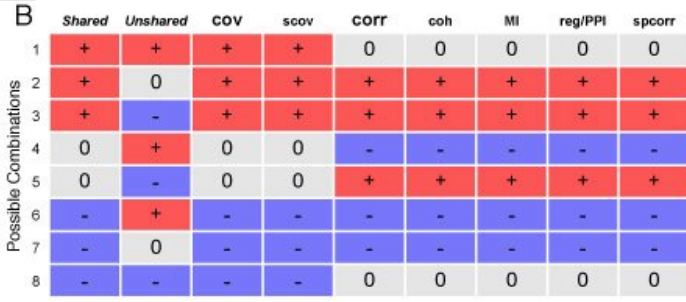 B
Shared Unshared COV scov corr coh MI reg/PPI spcorr
Possible Combinations
1 + + + + 0 0 0 0 0
2 + 0 + + + + + + +
3 + - + + + + + + +
4 0 + 0 0 - - - - -
5 0 - 0 0 + + + + +
6 - + - - - - - - -
7 - 0 - - - - - - -
8 - - - - 0 0 0 0 0